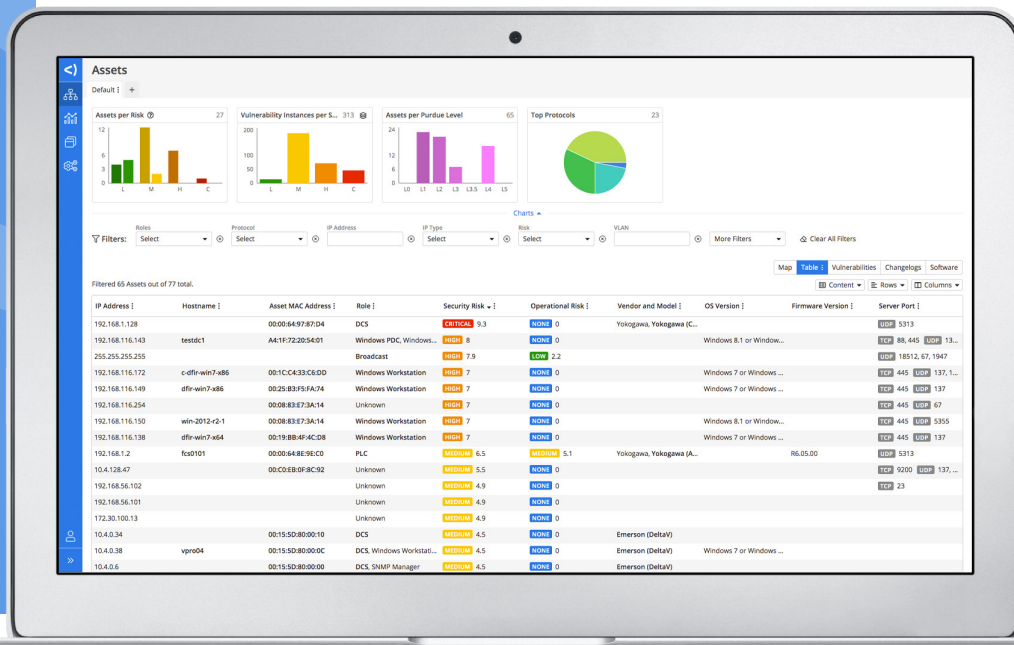 Assets
Default +
Assets per Risk 27
12
6
3
0
L M H C
Vulnerability Instances per S... 313
200
100
50
0
L M H C
Assets per Purdue Level 65
24
12
6
0
L0 L1 L2 L3 L3.5 L4 L5
Top Protocols 23
Charts
Filters:
Roles Protocol IP Address IP Type Risk VLAN
Select Select Select Select More Filters Clear All Filters
Map Table Vulnerabilities Changelogs Software
Filtered 65 Assets out of 77 total.
Content Rows Columns
IP Address Hostname Asset MAC Address Role Security Risk Operational Risk Vendor and Model OS Version Firmware Version Server Port
192.168.1.128 00:00:64:97:87:D4 DCS CRITICAL 9.3 NONE 0 Yokogawa, Yokogawa (C... UDP 5313
192.168.116.143 testdc1 A4:1F:72:20:54:01 Windows PDC, Windows... HIGH 8 NONE 0 Windows 8.1 or Window... TCP 88, 445 UDP 13...
255.255.255.255 Broadcast HIGH 7.9 LOW 2.2 UDP 18512, 67, 1947
192.168.116.172 c-dfir-win7-x86 00:1C:C4:33:C6:DD Windows Workstation HIGH 7 NONE 0 Windows 7 or Windows ... TCP 445 UDP 137, 1...
192.168.116.149 dfir-win7-x86 00:25:B3:F5:FA:74 Windows Workstation HIGH 7 NONE 0 Windows 7 or Windows ... TCP 445 UDP 137
192.168.116.254 00:08:83:E7:3A:14 Unknown HIGH 7 NONE 0 TCP 445 UDP 67
192.168.116.150 win-2012-r2-1 00:08:83:E7:3A:14 Windows Workstation HIGH 7 NONE 0 Windows 8.1 or Window... TCP 445 UDP 5355
192.168.116.138 dfir-win7-x64 00:19:BB:4F:4C:D8 Windows Workstation HIGH 7 NONE 0 Windows 7 or Windows ... TCP 445 UDP 137
192.168.1.2 fcs0101 00:00:64:8E:9E:C0 PLC MEDIUM 6.5 MEDIUM 5.1 Yokogawa, Yokogawa (A... R6.05.00 UDP 5313
10.4.128.47 00:C0:EB:0F:8C:92 Unknown MEDIUM 5.5 NONE 0 TCP 9200 UDP 137, ...
192.168.56.102 Unknown MEDIUM 4.9 NONE 0 TCP 23
192.168.56.101 Unknown MEDIUM 4.9 NONE 0
172.30.100.13 Unknown MEDIUM 4.9 NONE 0
10.4.0.34 00:15:5D:80:00:10 DCS MEDIUM 4.5 NONE 0 Emerson (DeltaV)
10.4.0.38 vpro04 00:15:5D:80:00:0C DCS, Windows Workstati... MEDIUM 4.5 NONE 0 Emerson (DeltaV) Windows 7 or Windows ...
10.4.0.6 00:15:5D:80:00:00 DCS, SNMP Manager MEDIUM 4.5 NONE 0 Emerson (DeltaV)